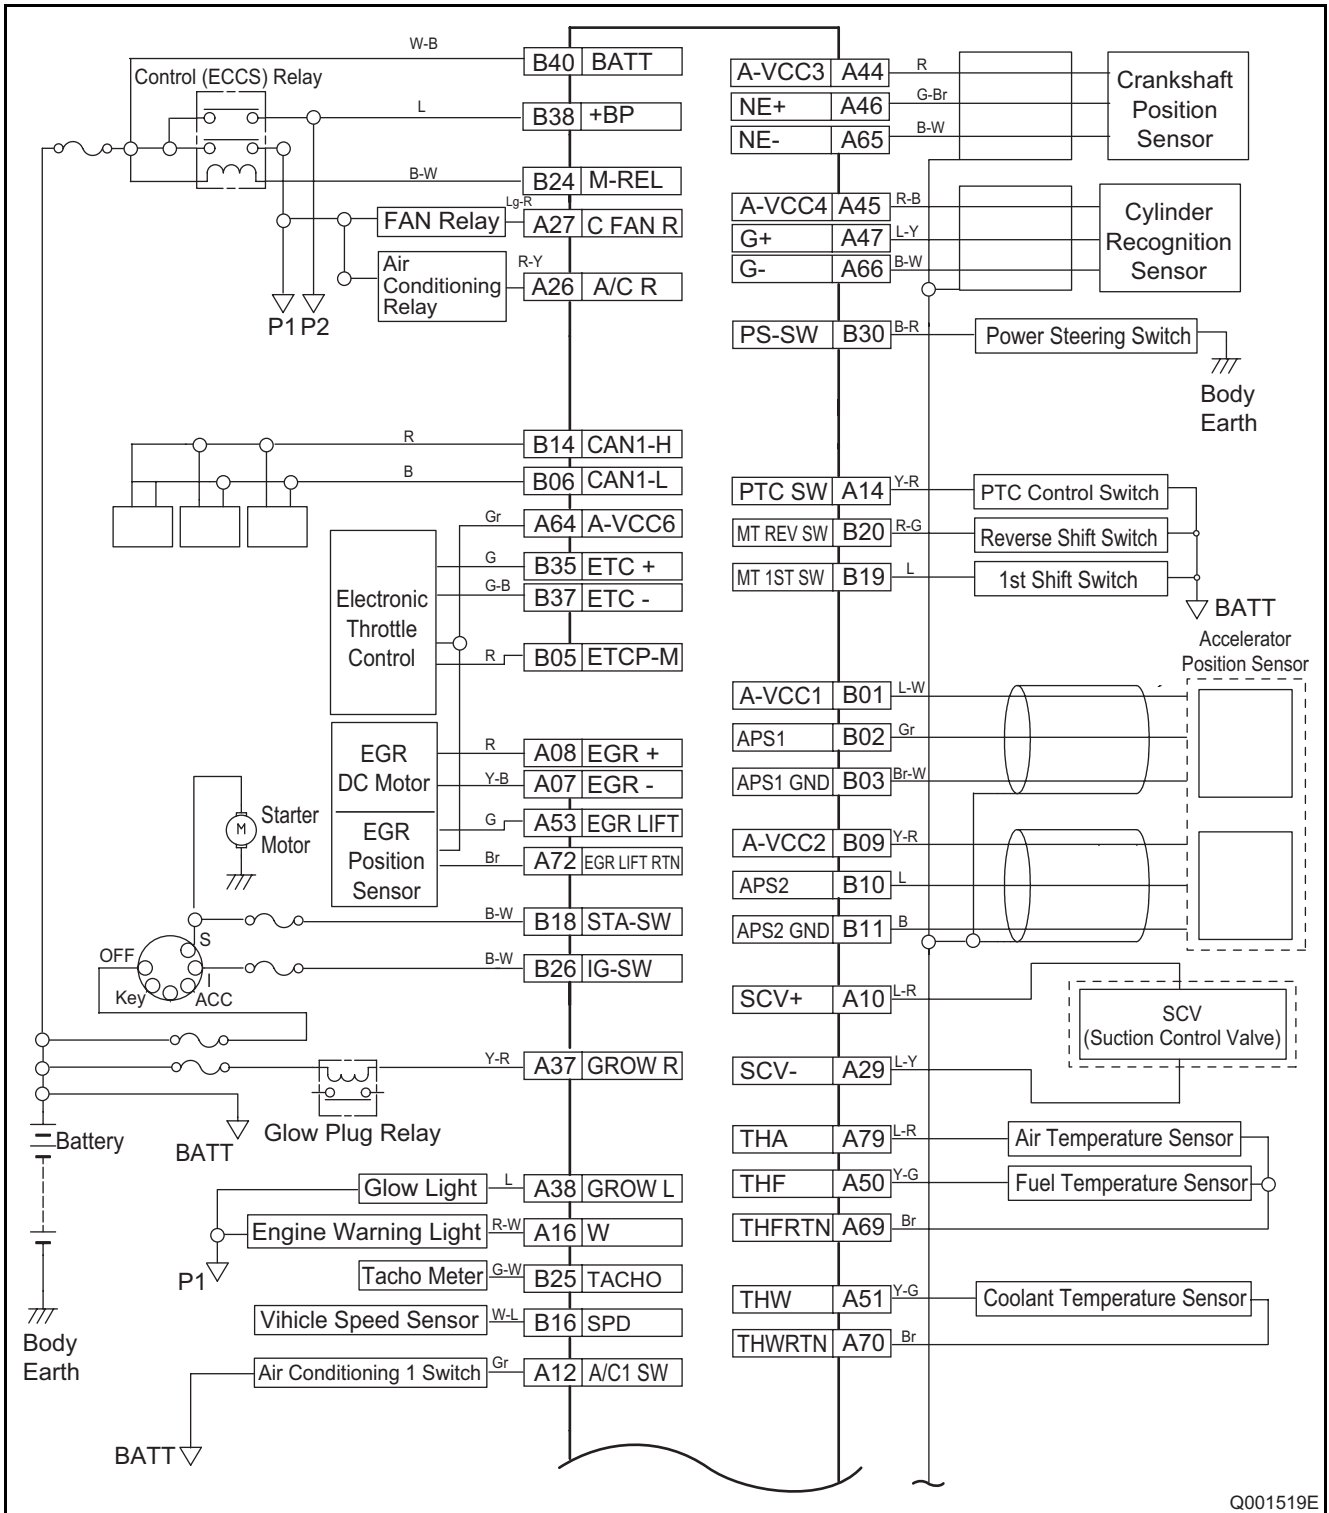 W-B
B40 BATT
Control (ECCS) Relay
L
B38 +BP
B-W
B24 M-REL
Lg-R
FAN Relay
A27 C FAN R
Air
Conditioning
Relay
R-Y
A26 A/C R
P1 P2
R
B14 CAN1-H
B
B06 CAN1-L
Gr
A64 A-VCC6
G
B35 ETC +
G-B
B37 ETC -
Electronic
Throttle
Control
R
B05 ETCP-M
EGR
DC Motor
R
A08 EGR +
Y-B
A07 EGR -
Starter
Motor
M
EGR
Position
Sensor
G
A53 EGR LIFT
Br
A72 EGR LIFT RTN
B-W
B18 STA-SW
S
OFF
B-W
B26 IG-SW
I
Key
ACC
Y-R
A37 GROW R
Glow Plug Relay
Battery
BATT
Glow Light
L
A38 GROW L
Engine Warning Light
R-W
A16 W
P1
Tacho Meter
G-W
B25 TACHO
Vihicle Speed Sensor
W-L
B16 SPD
Body
Earth
Air Conditioning 1 Switch
Gr
A12 A/C1 SW
BATT
A-VCC3 A44
R
NE+ A46
G-Br
NE- A65
B-W
Crankshaft
Position
Sensor
A-VCC4 A45
R-B
G+ A47
L-Y
G- A66
B-W
Cylinder
Recognition
Sensor
PS-SW B30
B-R
Power Steering Switch
Body
Earth
PTC SW A14
Y-R
PTC Control Switch
MT REV SW B20
R-G
Reverse Shift Switch
MT 1ST SW B19
L
1st Shift Switch
BATT
Accelerator
Position Sensor
A-VCC1 B01
L-W
APS1 B02
Gr
APS1 GND B03
Br-W
A-VCC2 B09
Y-R
APS2 B10
L
APS2 GND B11
B
SCV+ A10
L-R
SCV
(Suction Control Valve)
SCV- A29
L-Y
THA A79
L-R
Air Temperature Sensor
THF A50
Y-G
Fuel Temperature Sensor
THFRTN A69
Br
THW A51
Y-G
Coolant Temperature Sensor
THWRTN A70
Br
Q001519E